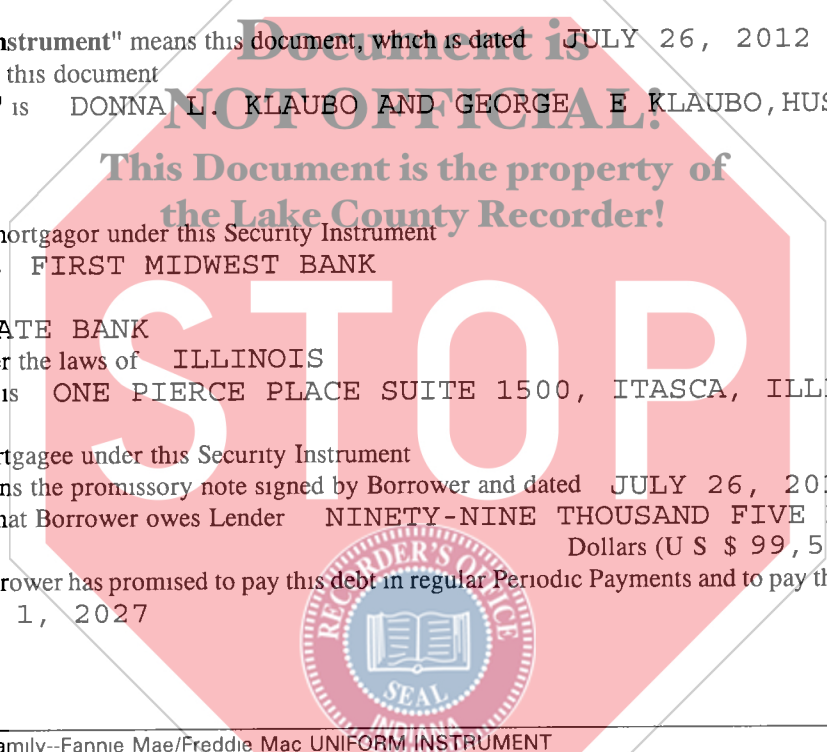 nstrument" means this document, which is dated JULY 26, 2012
this document
" is DONNA L. KLAUBO AND GEORGE E KLAUBO, HUS
ortgagor under this Security Instrument
FIRST MIDWEST BANK
ATE BANK
r the laws of ILLINOIS
is ONE PIERCE PLACE SUITE 1500, ITASCA, ILLI
rtgagee under this Security Instrument
ns the promissory note signed by Borrower and dated JULY 26, 201
hat Borrower owes Lender NINETY-NINE THOUSAND FIVE
Dollars (U S $ 99,5
rower has promised to pay this debt in regular Periodic Payments and to pay th
1, 2027
amily--Fannie Mae/Freddie Mac UNIFORM INSTRUMENT
Document is
NOT OFFICIAL!
This Document is the property of
the Lake County Recorder!
STOP
RECORDER'S OFFICE
SEAL
INDIANA